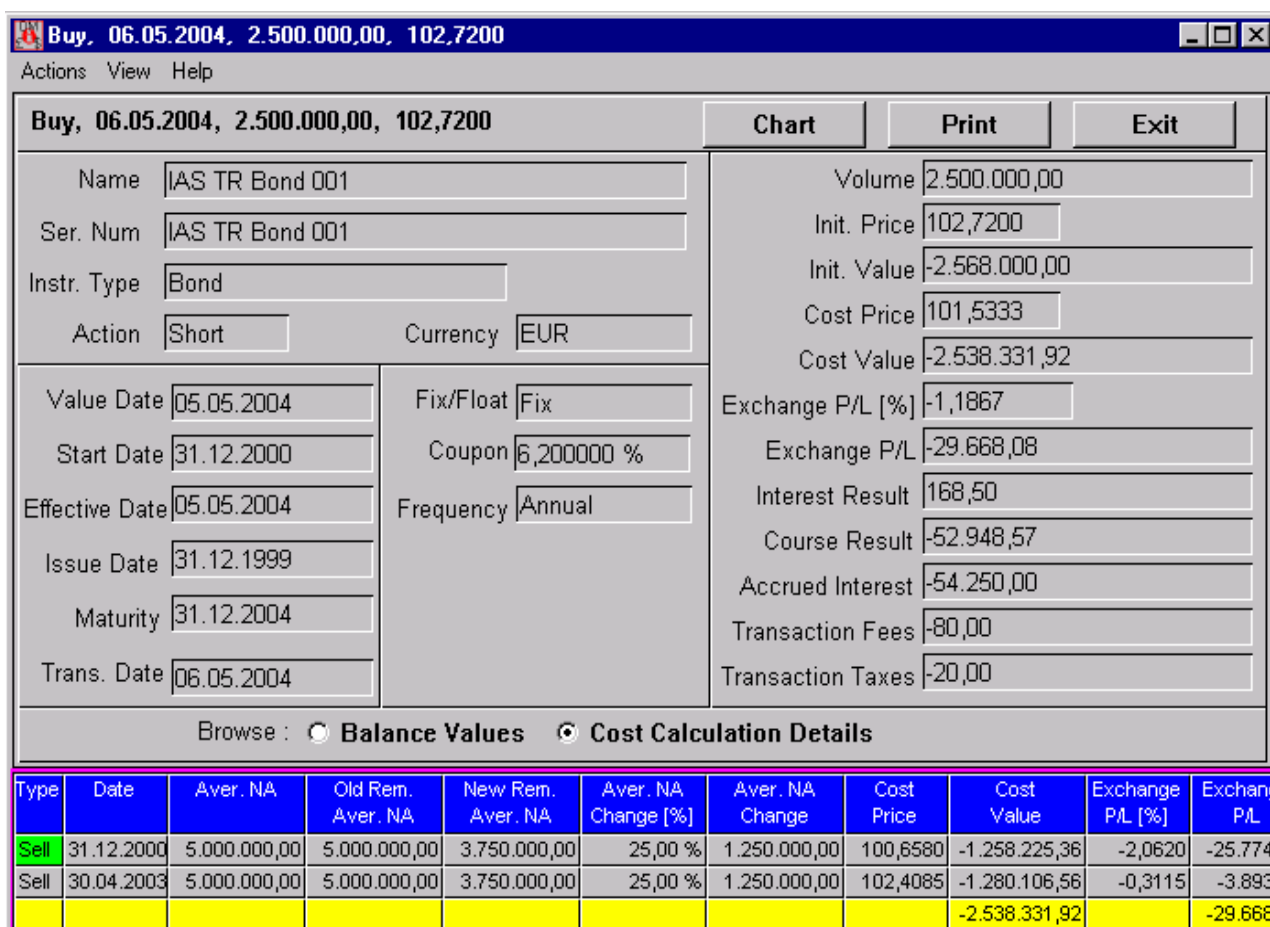 Buy, 06.05.2004, 2.500.000,00, 102,7200
Actions View Help
Buy, 06.05.2004, 2.500.000,00, 102,7200 Chart Print Exit
Name IAS TR Bond 001
Ser. Num IAS TR Bond 001
Instr. Type Bond
Action Short Currency EUR
Volume 2.500.000,00
Init. Price 102,7200
Init. Value -2.568.000,00
Cost Price 101,5333
Cost Value -2.538.331,92
Exchange P/L [%] -1,1867
Exchange P/L -29.668,08
Interest Result 168,50
Course Result -52.948,57
Accrued Interest -54.250,00
Transaction Fees -80,00
Transaction Taxes -20,00
Value Date 05.05.2004
Start Date 31.12.2000
Effective Date 05.05.2004
Issue Date 31.12.1999
Maturity 31.12.2004
Trans. Date 06.05.2004
Fix/Float Fix
Coupon 6,200000 %
Frequency Annual
Browse : Balance Values Cost Calculation Details
Type Date Aver. NA Old Rem. New Rem. Aver. NA Aver. NA Cost Cost Exchange Exchang
Aver. NA Aver. NA Change [%] Change Price Value P/L [%] P/L
Sell 31.12.2000 5.000.000,00 5.000.000,00 3.750.000,00 25,00 % 1.250.000,00 100,6580 -1.258.225,36 -2,0620 -25.774
Sell 30.04.2003 5.000.000,00 5.000.000,00 3.750.000,00 25,00 % 1.250.000,00 102,4085 -1.280.106,56 -0,3115 -3.893
-2.538.331,92 -29.668